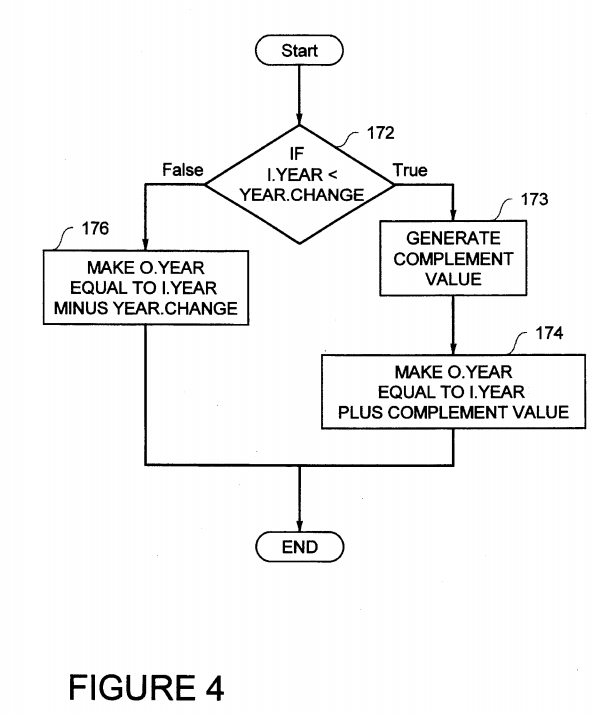 Start
172
IF
I.YEAR <
YEAR.CHANGE
False
True
173
GENERATE
COMPLEMENT
VALUE
176
MAKE O.YEAR
EQUAL TO I.YEAR
MINUS YEAR.CHANGE
174
MAKE O.YEAR
EQUAL TO I.YEAR
PLUS COMPLEMENT VALUE
END
FIGURE 4